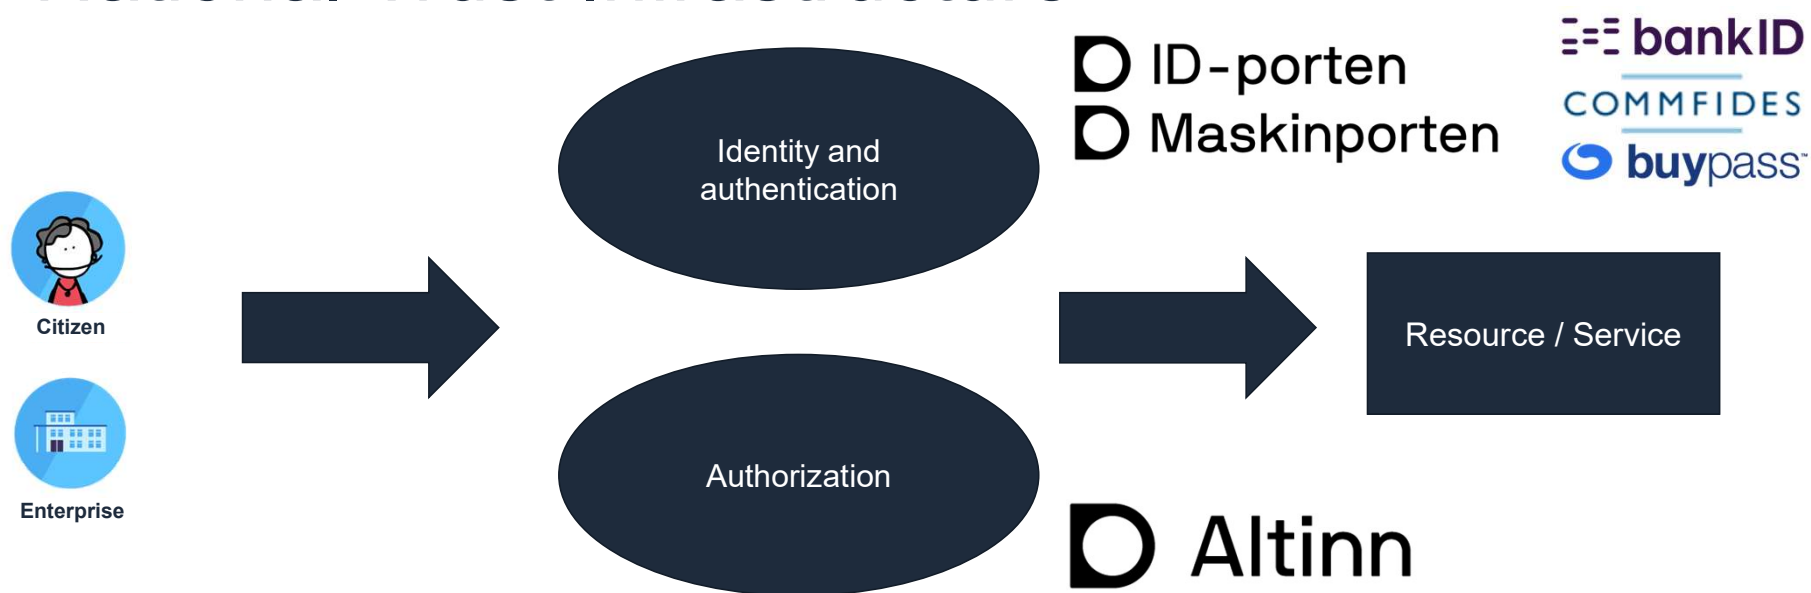 Identity and
authentication
ID-porten
Maskinporten
bankID
COMMFIDES
buypass
Citizen
Enterprise
Resource / Service
Authorization
Altinn